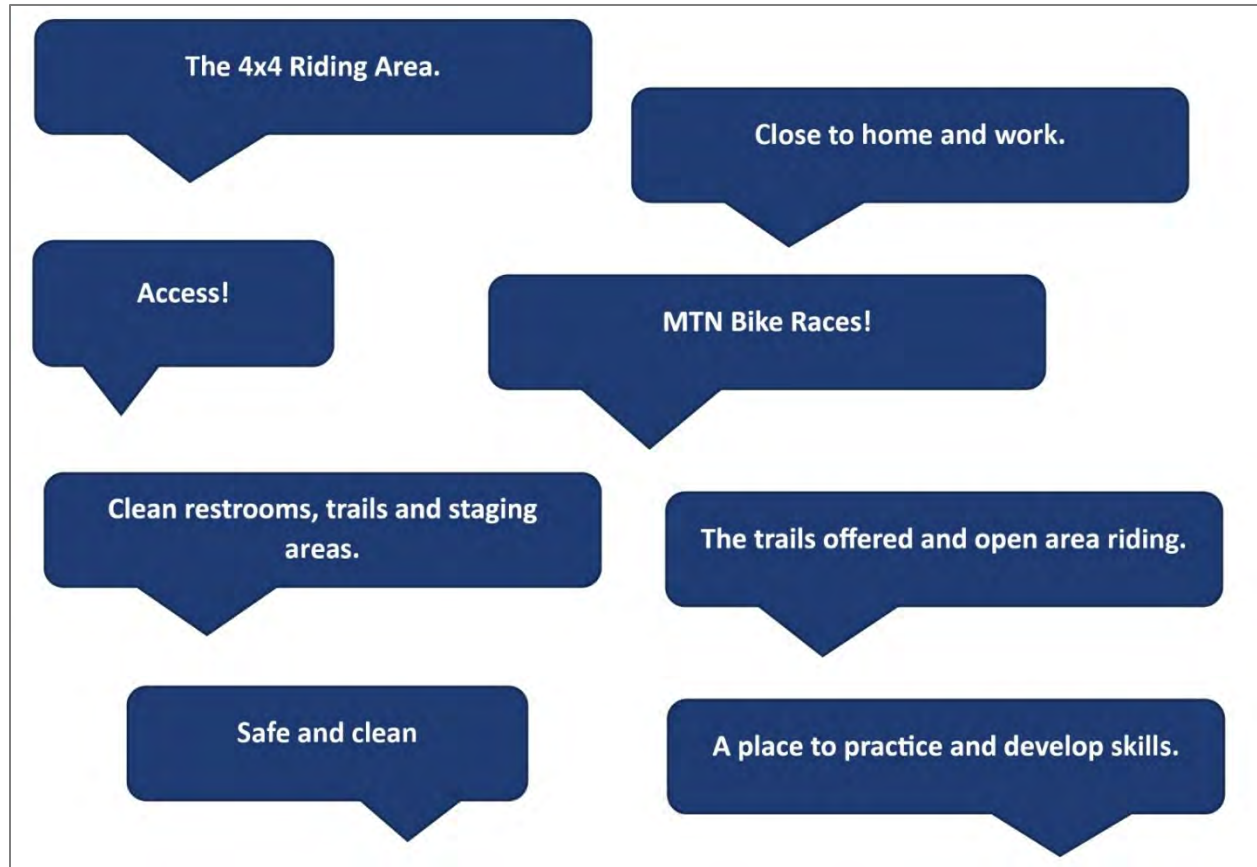 The 4x4 Riding Area.
Close to home and work.
Access!
MTN Bike Races!
Clean restrooms, trails and staging
areas.
The trails offered and open area riding.
Safe and clean
A place to practice and develop skills.